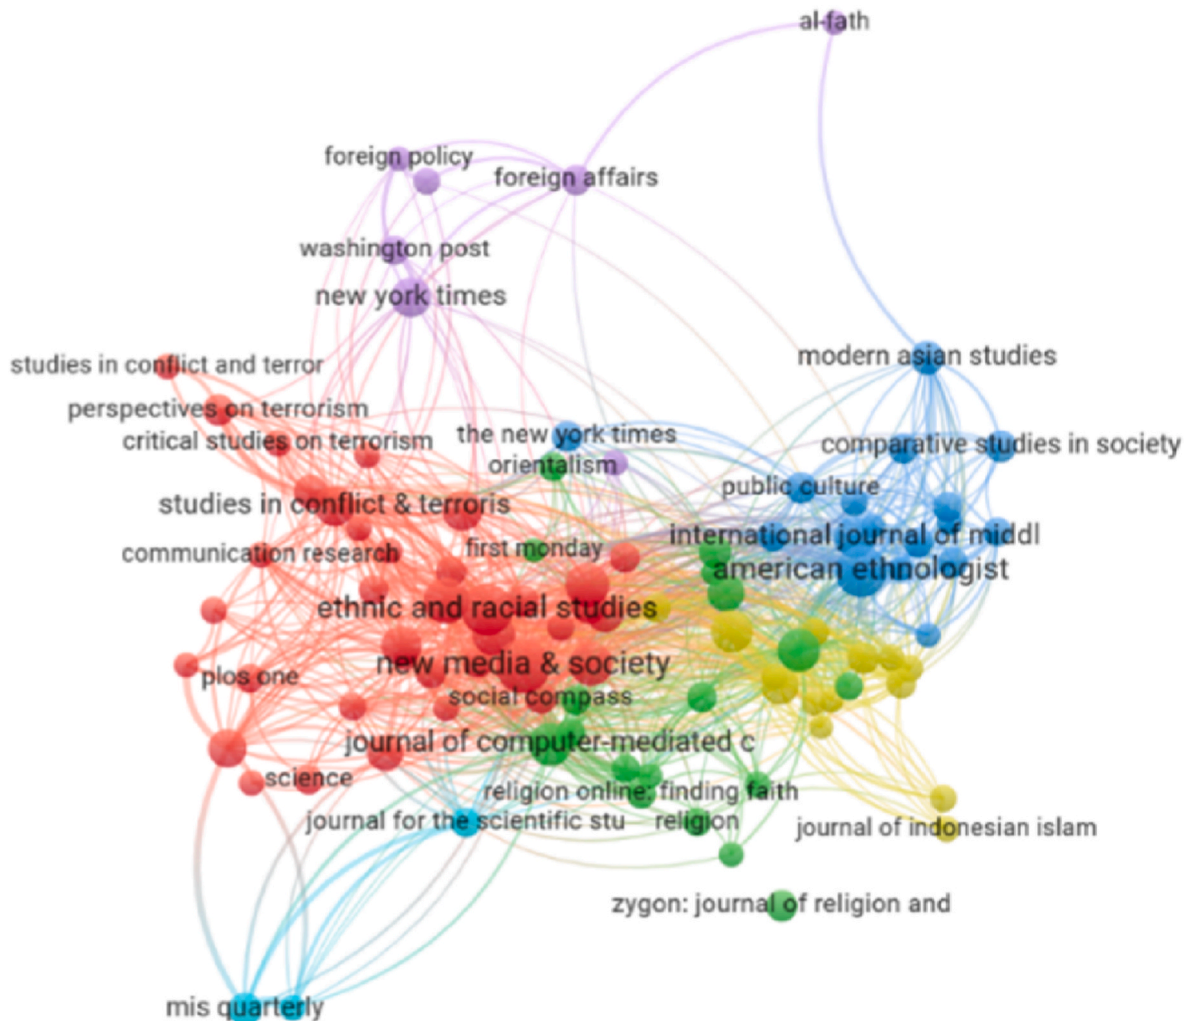 al-fath
foreign policy
foreign affairs
washington post
new york times
modern asian studies
studies in conflict and terror
perspectives on terrorism
critical studies on terrorism
the new york times
comparative studies in society
orientalism
public culture
studies in conflict & terroris
international journal of middl
communication research
first monday
american ethnologist
ethnic and racial studies
new media & society
plos one
social compass
journal of computer-mediated c
science
religion online: finding faith
journal for the scientific stu
religion
journal of indonesian islam
zygon: journal of religion and
mis quarterly